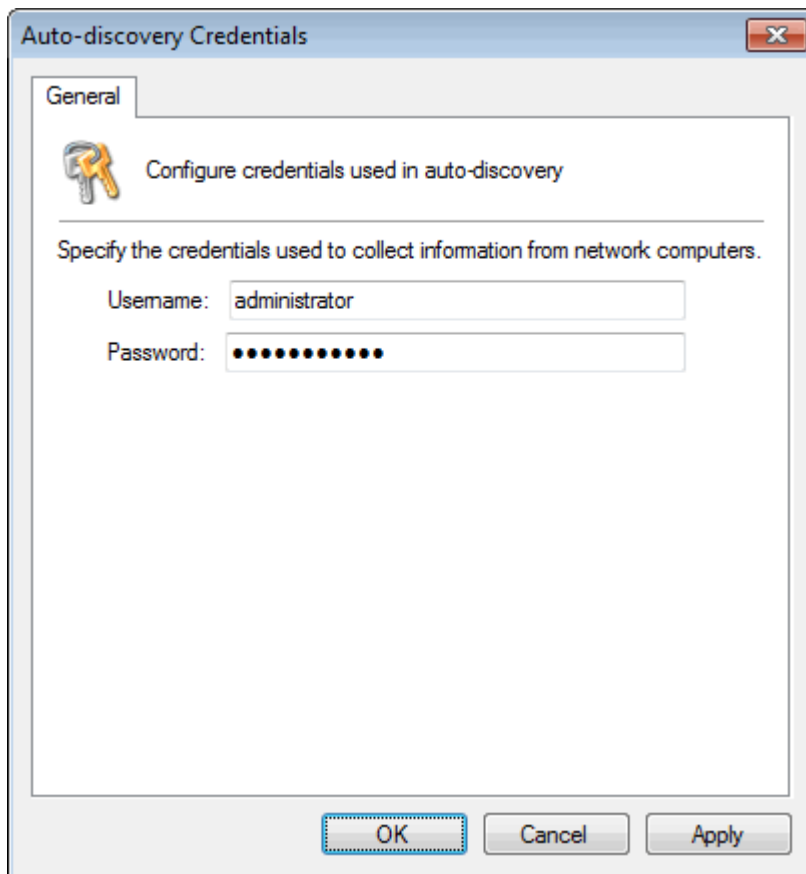 Auto-discovery Credentials
General
Configure credentials used in auto-discovery
Specify the credentials used to collect information from network computers.
Username: administrator
Password: ●●●●●●●●●●●
OK Cancel Apply